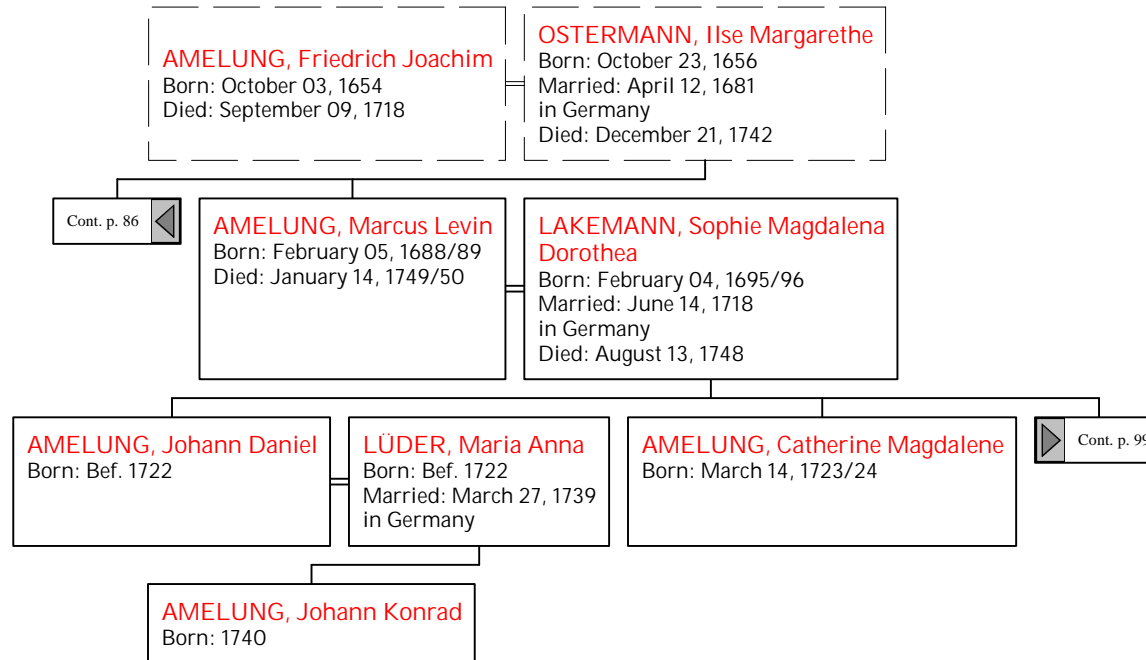 AMELUNG, Friedrich Joachim
Born: October 03, 1654
Died: September 09, 1718
OSTERMANN, Ilse Margarethe
Born: October 23, 1656
Married: April 12, 1681
in Germany
Died: December 21, 1742
Cont. p. 86
AMELUNG, Marcus Levin
Born: February 05, 1688/89
Died: January 14, 1749/50
LAKEMANN, Sophie Magdalena
Dorothea
Born: February 04, 1695/96
Married: June 14, 1718
in Germany
Died: August 13, 1748
AMELUNG, Johann Daniel
Born: Bef. 1722
LÜDER, Maria Anna
Born: Bef. 1722
Married: March 27, 1739
in Germany
AMELUNG, Catherine Magdalene
Born: March 14, 1723/24
Cont. p. 99
AMELUNG, Johann Konrad
Born: 1740